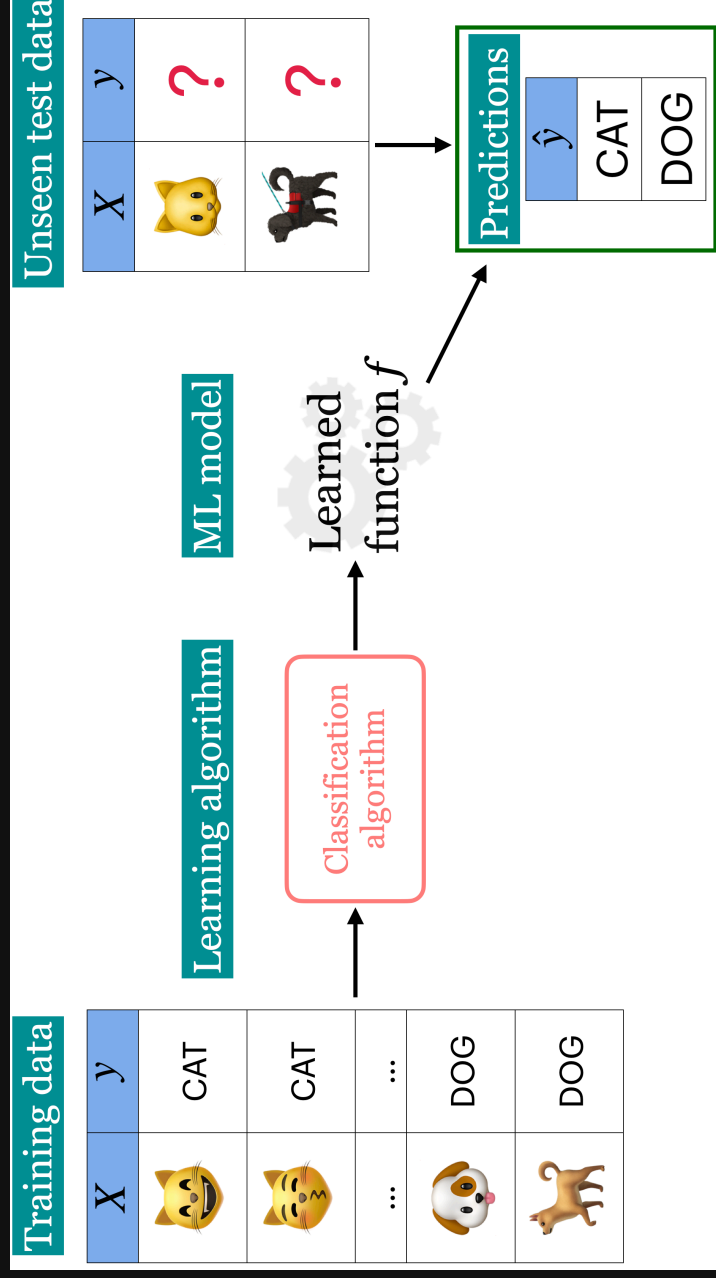 Training data
X y
CAT
CAT
... ...
DOG
DOG
Learning algorithm
Classification
algorithm
ML model
Learned
function f
Unseen test data
X y
?
?
Predictions
ŷ
CAT
DOG